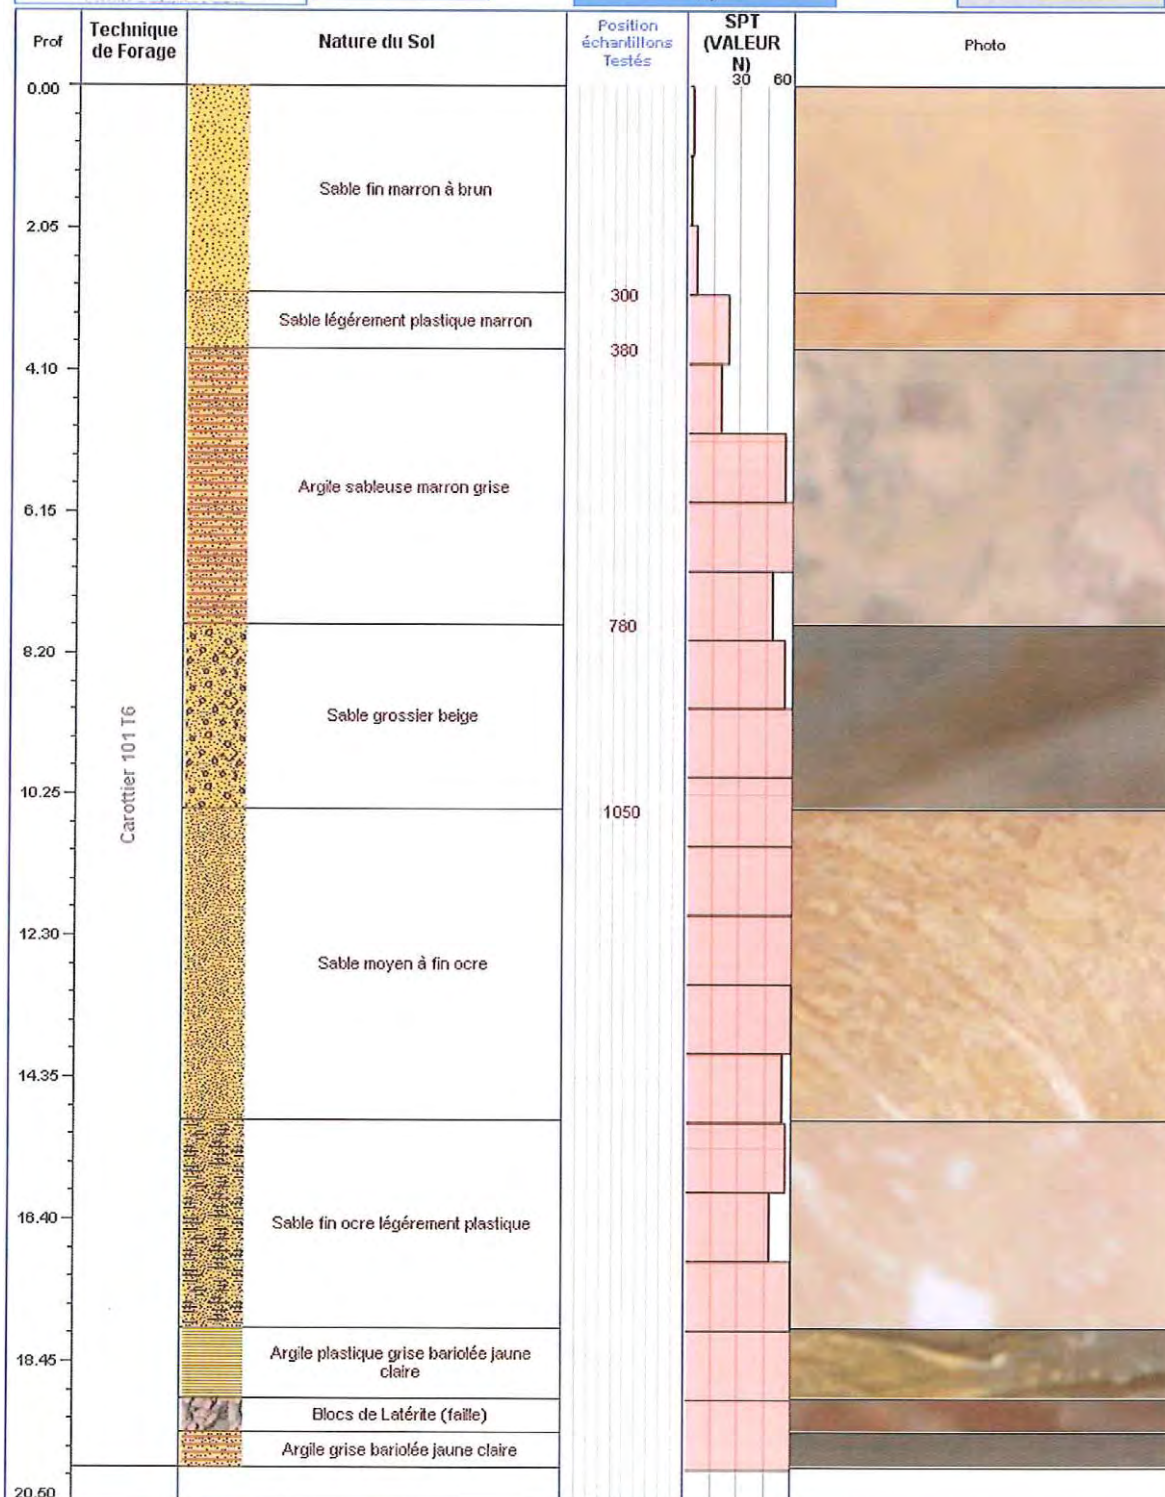 Prof
Technique
de Forage
Nature du Sol
Position
échantillons
Testés
SPT
(VALEUR
N)
30 60
Photo
0.00
2.05
4.10
6.15
8.20
10.25
12.30
14.35
16.40
18.45
20.50
Carottier 101 T6
Sable fin marron à brun
Sable légérement plastique marron
Argile sableuse marron grise
Sable grossier beige
Sable moyen à fin ocre
Sable fin ocre légérement plastique
Argile plastique grise bariolée jaune
claire
Blocs de Latérite (faille)
Argile grise bariolée jaune claire
300
380
780
1050